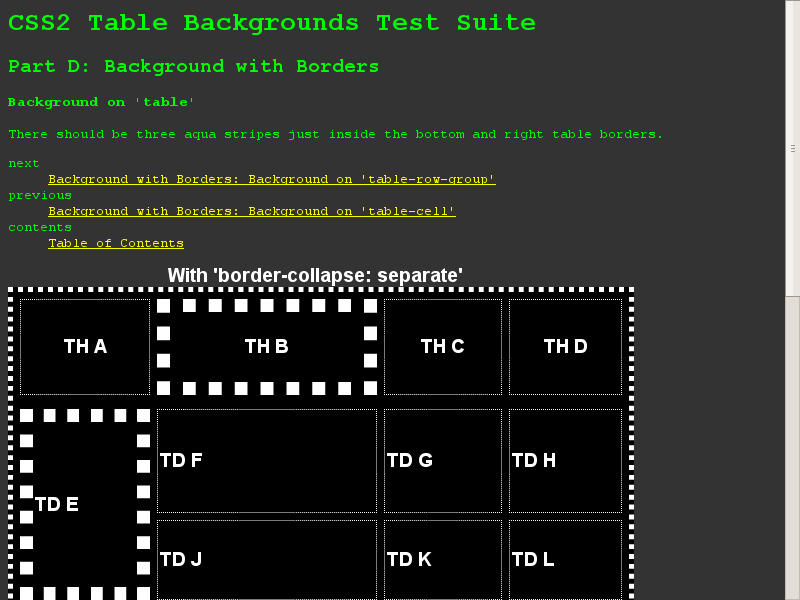 CSS2 Table Backgrounds Test Suite
Part D: Background with Borders
Background on 'table'
There should be three aqua stripes just inside the bottom and right table borders.
next
Background with Borders: Background on 'table-row-group'
previous
Background with Borders: Background on 'table-cell'
contents
Table of Contents
With 'border-collapse: separate'
TH A TH B TH C TH D
TD F TD G TD H
TD E
TD J TD K TD L